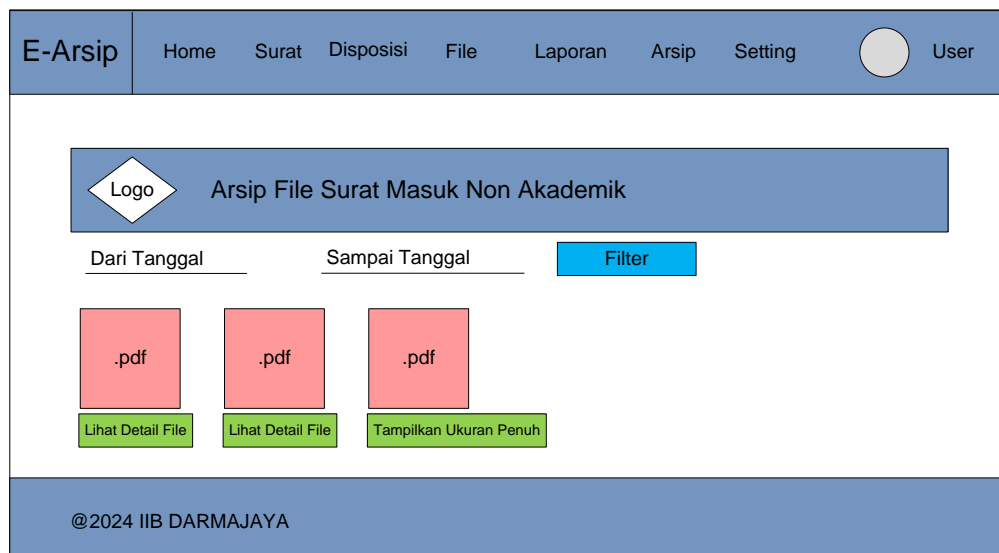 E-Arsip Home Surat Disposisi File Laporan Arsip Setting User
Logo Arsip File Surat Masuk Non Akademik
Dari Tanggal Sampai Tanggal Filter
.pdf .pdf .pdf
Lihat Detail File Lihat Detail File Tampilkan Ukuran Penuh
@2024 IIB DARMAJAYA